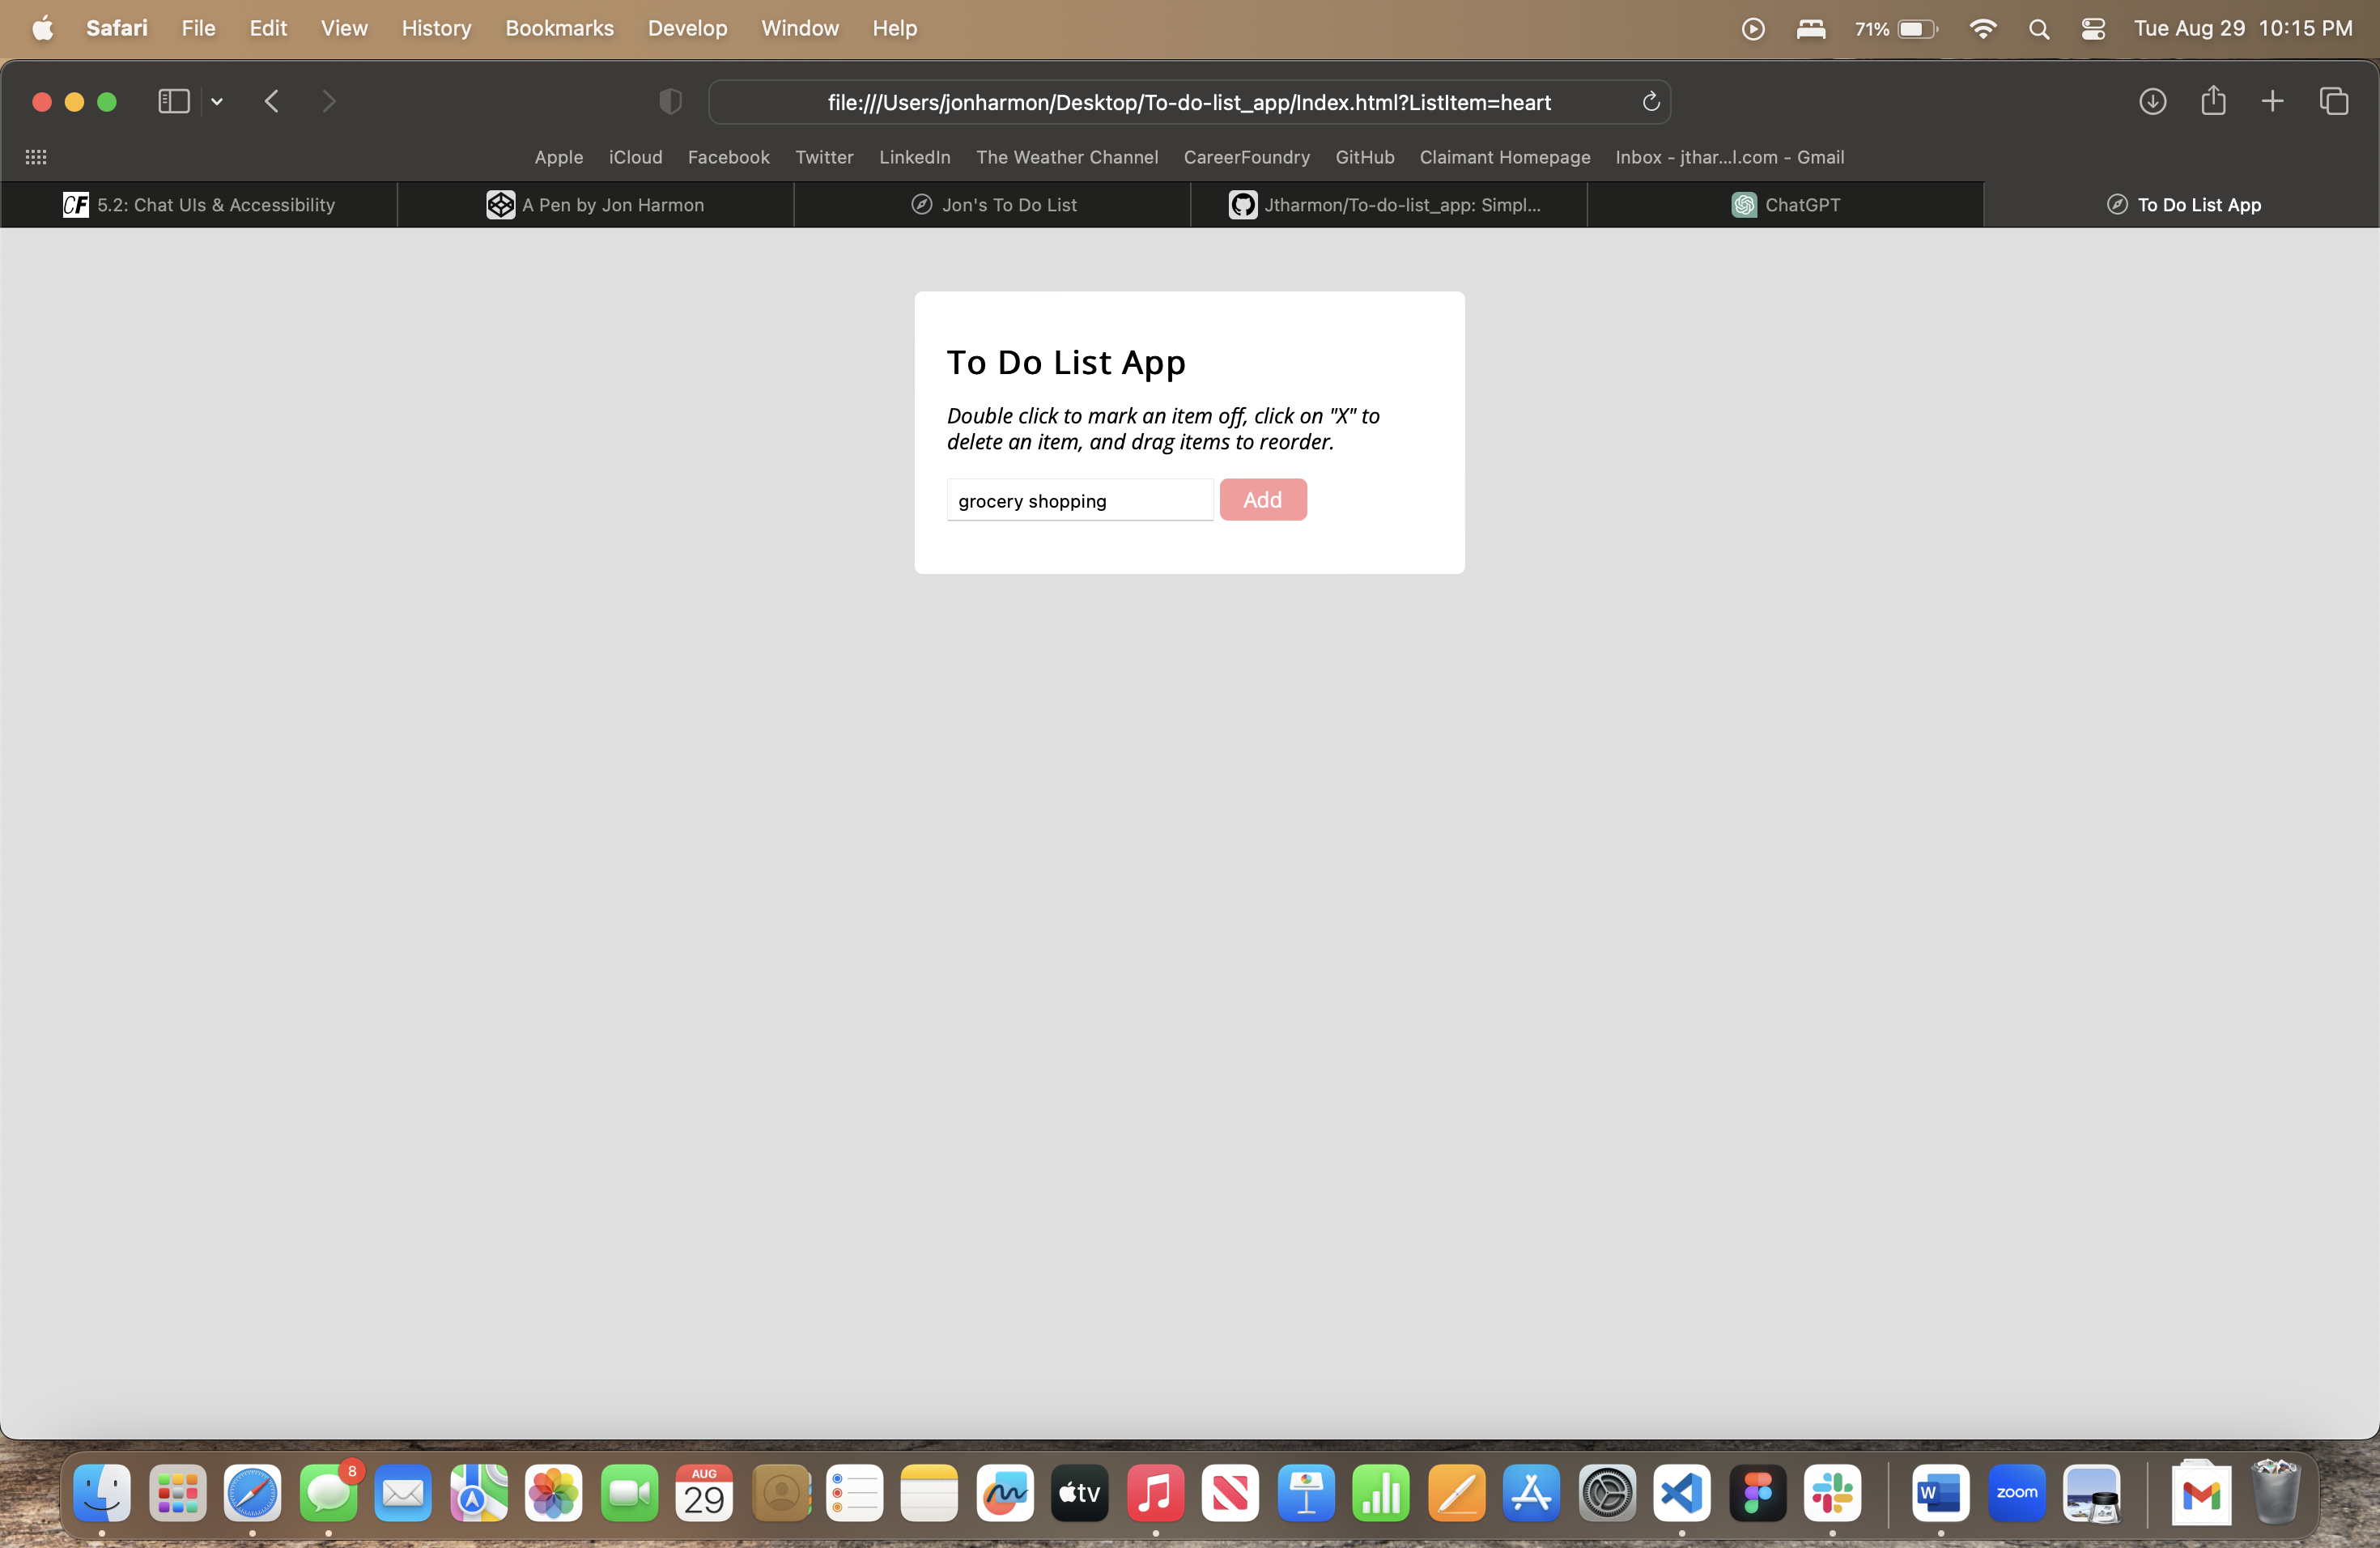 Safari File Edit View History Bookmarks Develop Window Help 71% Tue Aug 29 10:15 PM
file:///Users/jonharmon/Desktop/To-do-list_app/Index.html?ListItem=heart
Apple iCloud Facebook Twitter LinkedIn The Weather Channel CareerFoundry GitHub Claimant Homepage Inbox - jthar...l.com - Gmail
CF 5.2: Chat UIs & Accessibility A Pen by Jon Harmon Jon's To Do List Jtharmon/To-do-list_app: Simpl... ChatGPT To Do List App
To Do List App
Double click to mark an item off, click on "X" to
delete an item, and drag items to reorder.
grocery shopping Add
8
AUG
29
tv
W
zoom